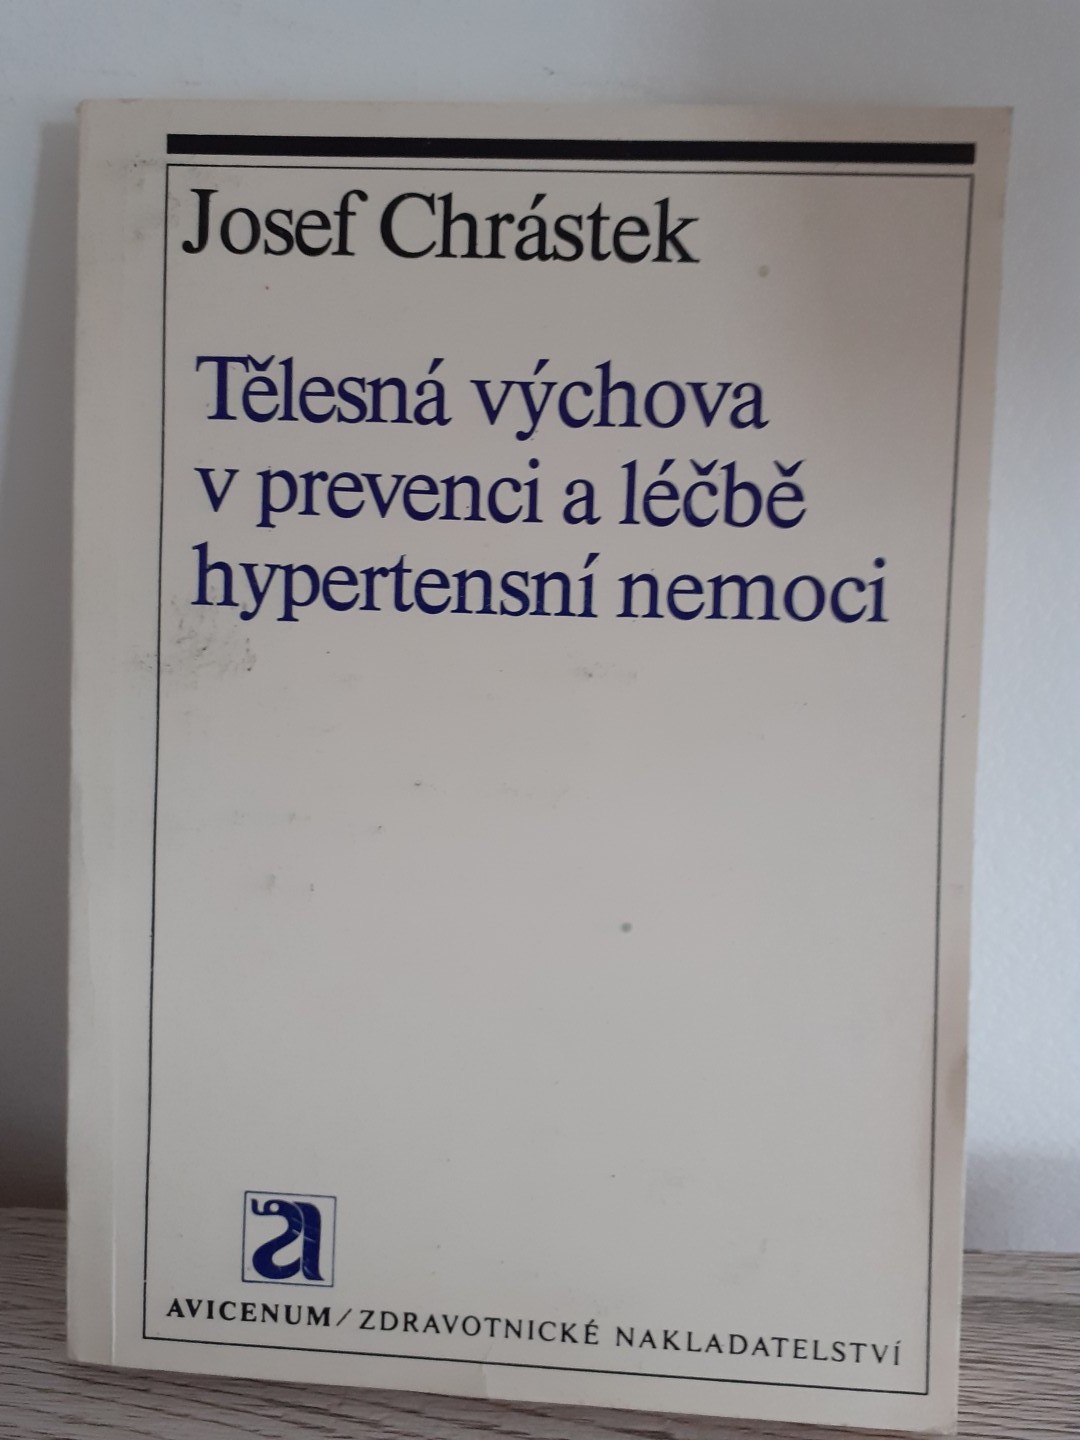 Josef Chrástek
Tělesná výchova
v prevenci a léčbě
hypertensní nemoci
a
AVICENUM/ZDRAVOTNICKÉ NAKLADATELSTVÍ